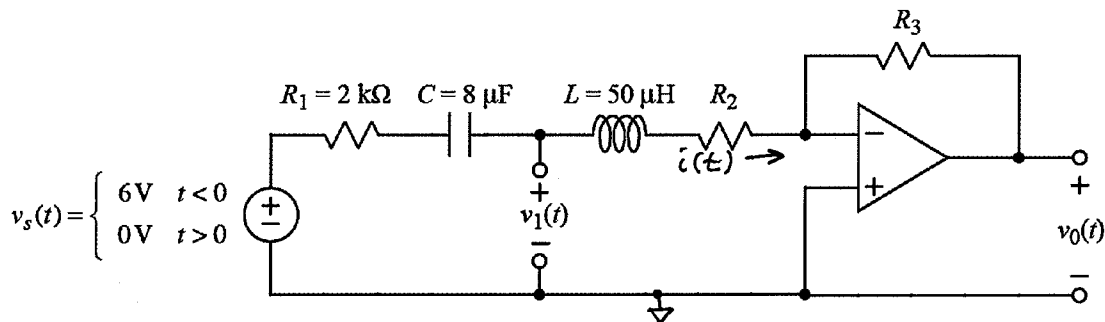 R₃
R₁ = 2 kΩ C = 8 μF L = 50 μH R₂
i(t)
−
+
vₛ(t) = { 6V t < 0
0V t > 0
+
−
+
v₁(t)
−
+
v₀(t)
−